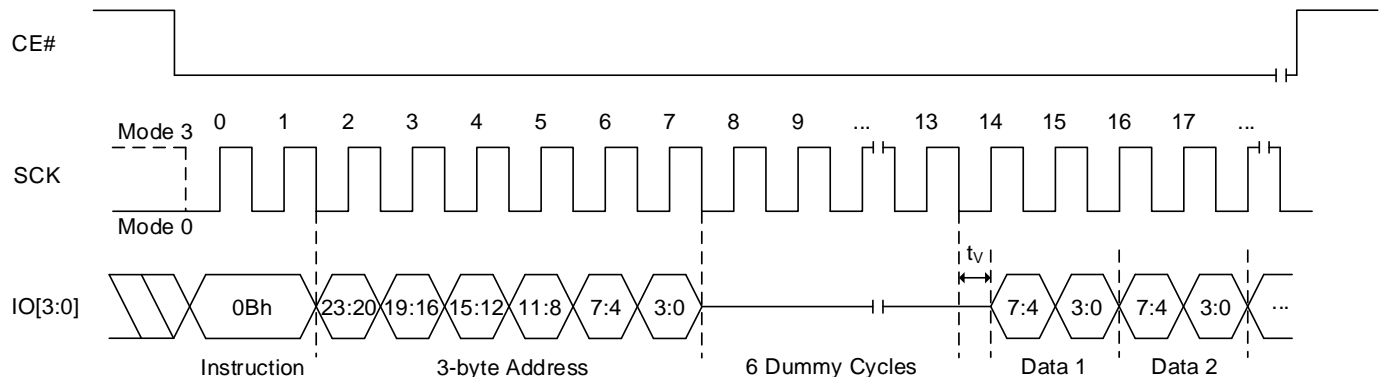 CE#
0 1 2 3 4 5 6 7 8 9 ... 13 14 15 16 17 ...
Mode 3
SCK
Mode 0
tV
IO[3:0] 0Bh 23:20 19:16 15:12 11:8 7:4 3:0 7:4 3:0 7:4 3:0 ...
Instruction 3-byte Address 6 Dummy Cycles Data 1 Data 2